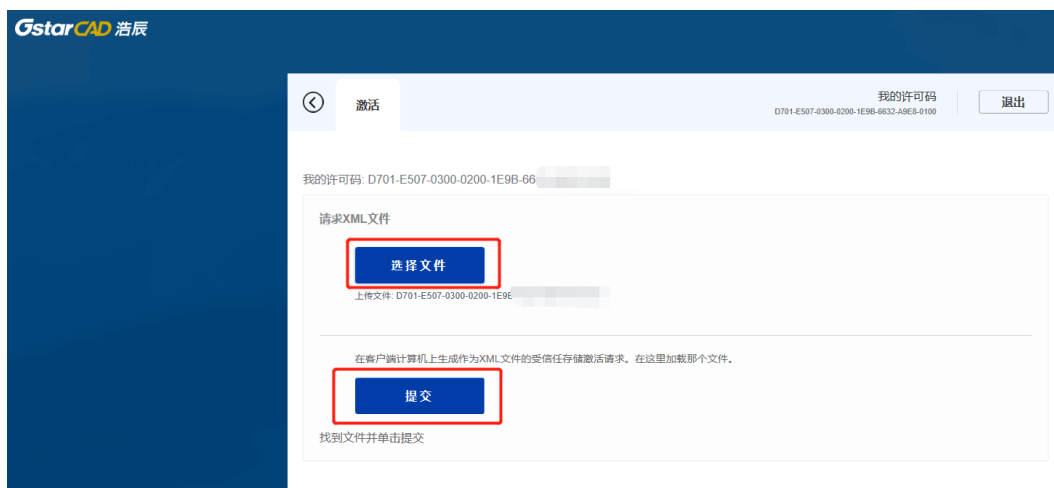 GstarCAD 浩辰
激活
我的许可码
D701-E507-0300-0200-1E9B-6632-A9E8-0100
退出
我的许可码: D701-E507-0300-0200-1E9B-66
请求XML文件
选择文件
上传文件: D701-E507-0300-0200-1E9E
在客户端计算机上生成作为XML文件的受信任存储激活请求。在这里加载那个文件。
提交
找到文件并单击提交